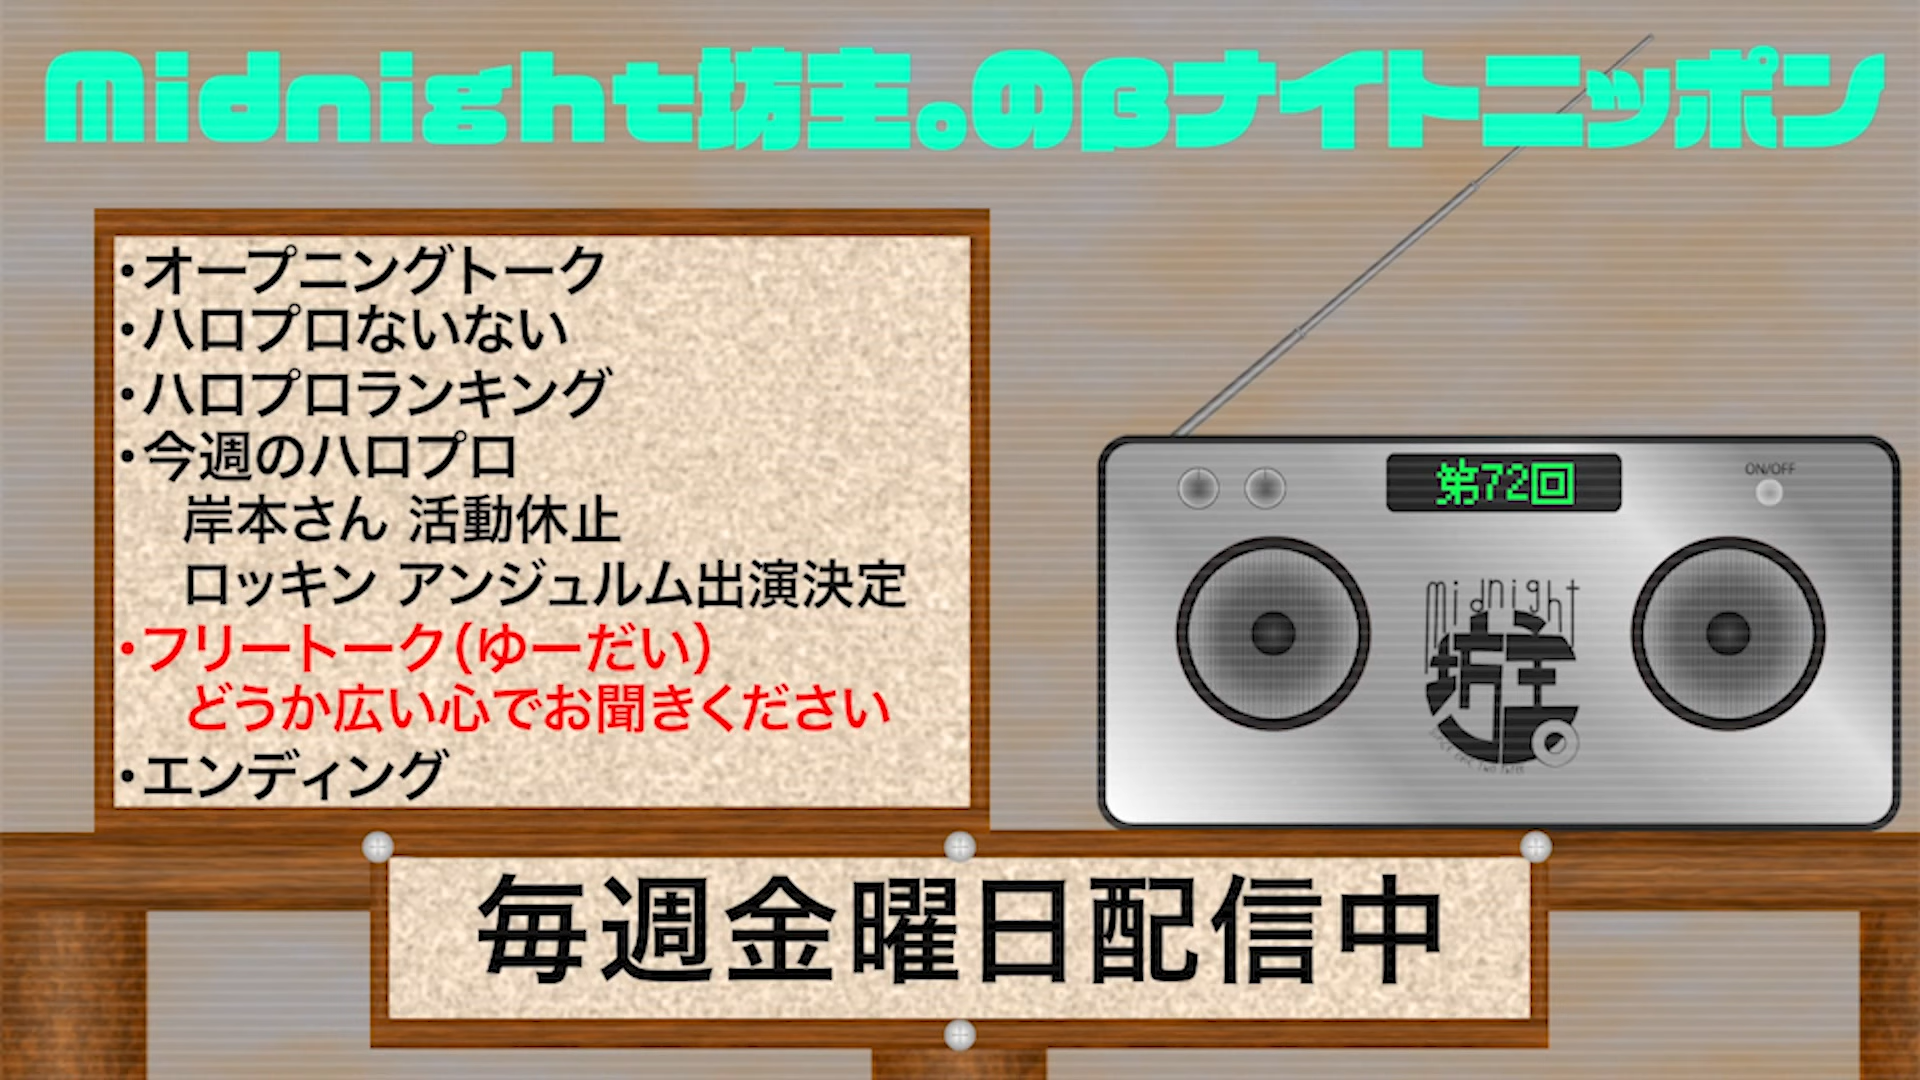 Midnight坊主。のβナイトニッポン
・オープニングトーク
・ハロプロないない
・ハロプロランキング
・今週のハロプロ
岸本さん 活動休止
ロッキン アンジュルム出演決定
・フリートーク(ゆーだい)
どうか広い心でお聞きください
・エンディング
第72回
ON/OFF
midnight
坊主。
毎週金曜日配信中